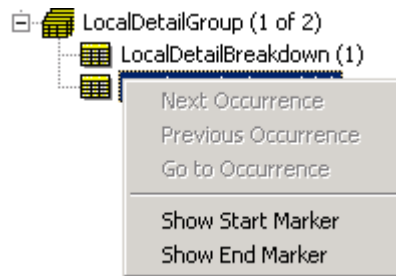 LocalDetailGroup (1 of 2)
LocalDetailBreakdown (1)
Next Occurrence
Previous Occurrence
Go to Occurrence
Show Start Marker
Show End Marker